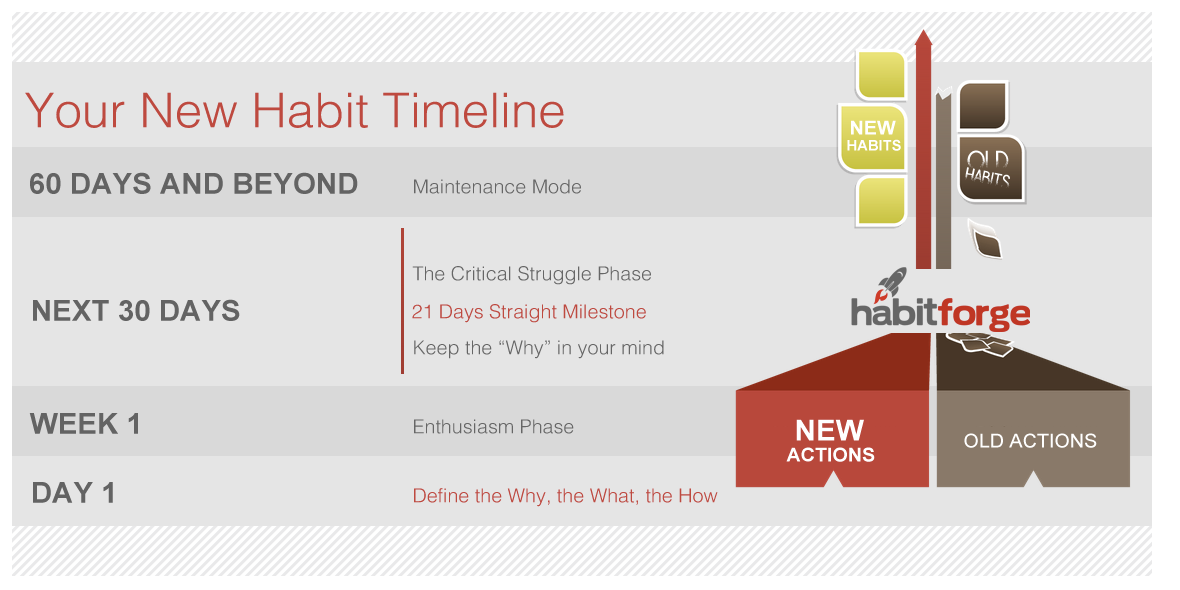 Your New Habit Timeline
60 DAYS AND BEYOND
Maintenance Mode
NEXT 30 DAYS
The Critical Struggle Phase
21 Days Straight Milestone
Keep the “Why” in your mind
WEEK 1
Enthusiasm Phase
DAY 1
Define the Why, the What, the How
NEW
HABITS
OLD
HABITS
habitforge
NEW
ACTIONS
OLD ACTIONS